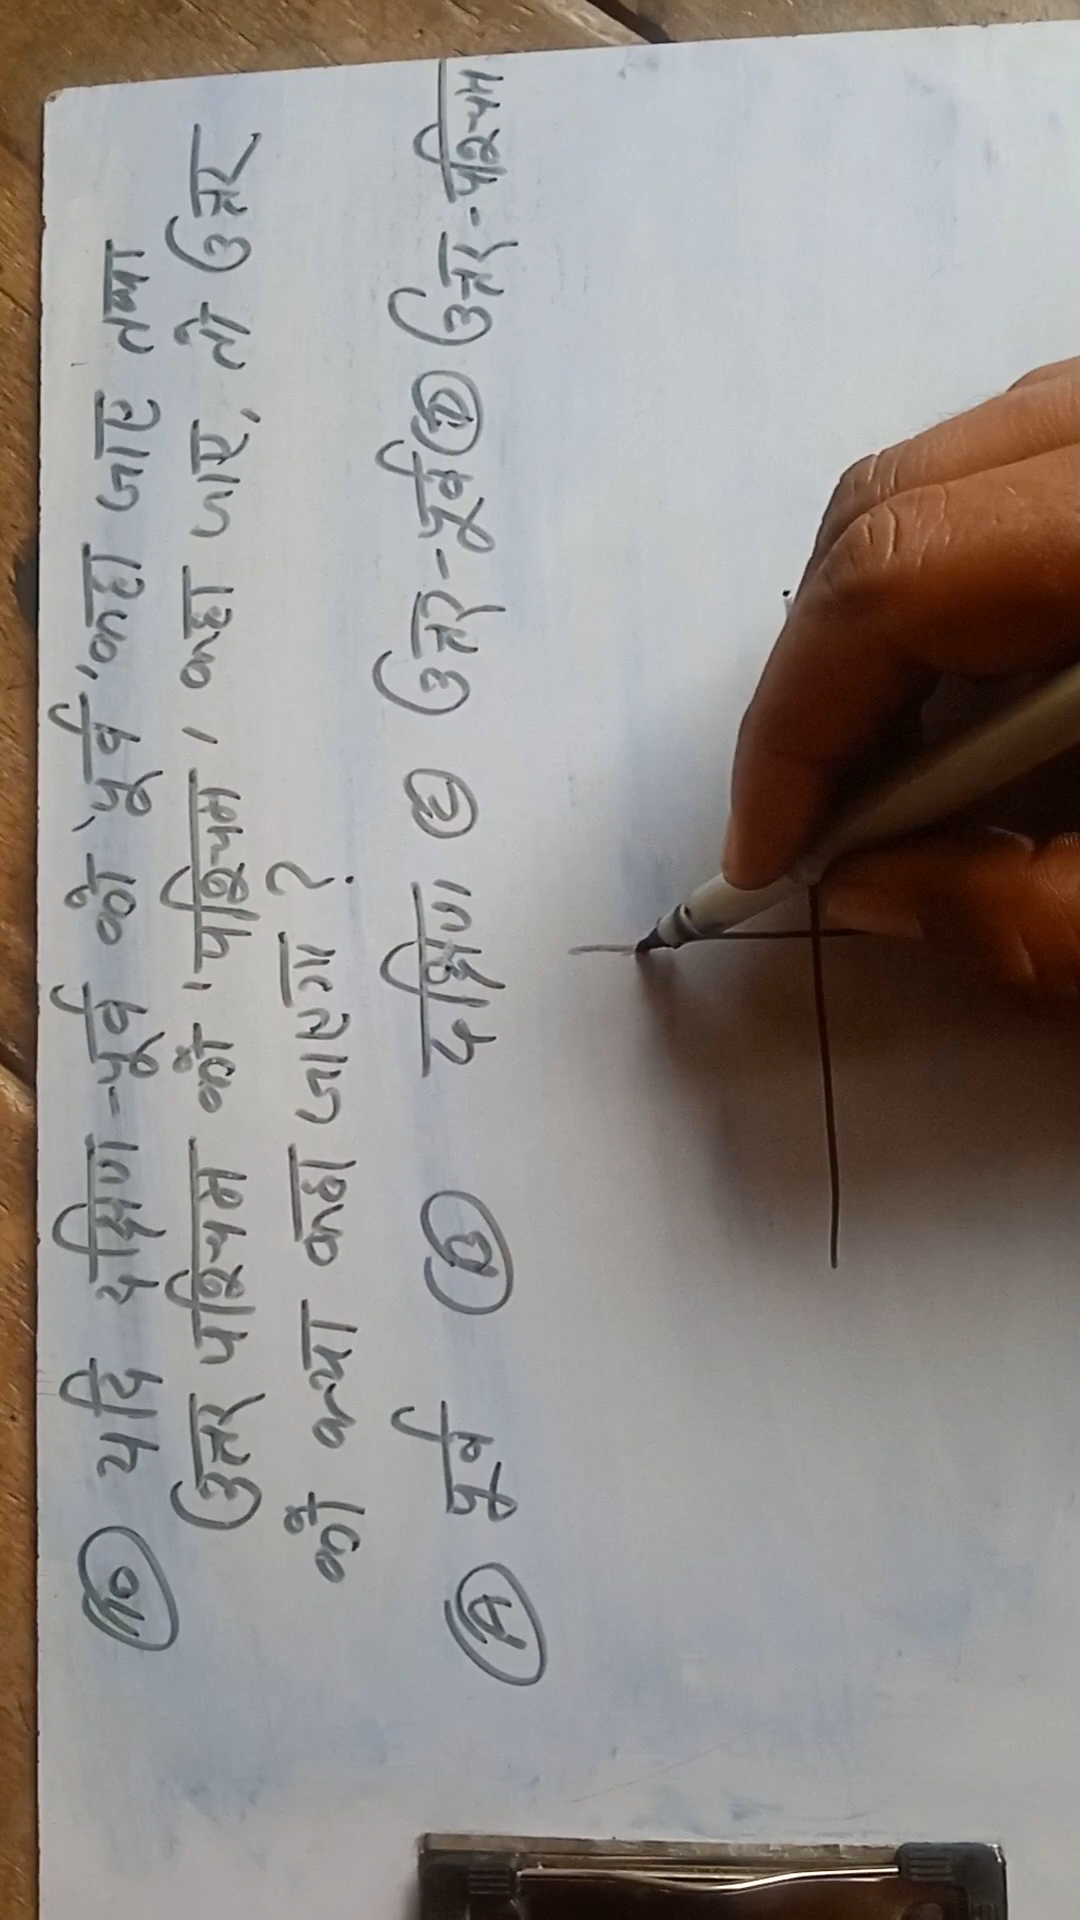 10 यदि दक्षिण-पूर्व को 'पूर्व' कहा जाए तथा
उत्तर पश्चिम को 'पश्चिम' कहा जाए, तो उत्तर
को क्या कहा जाएगा ?
A पूर्व B दक्षिण C उत्तर-पूर्व D उत्तर-पश्चिम